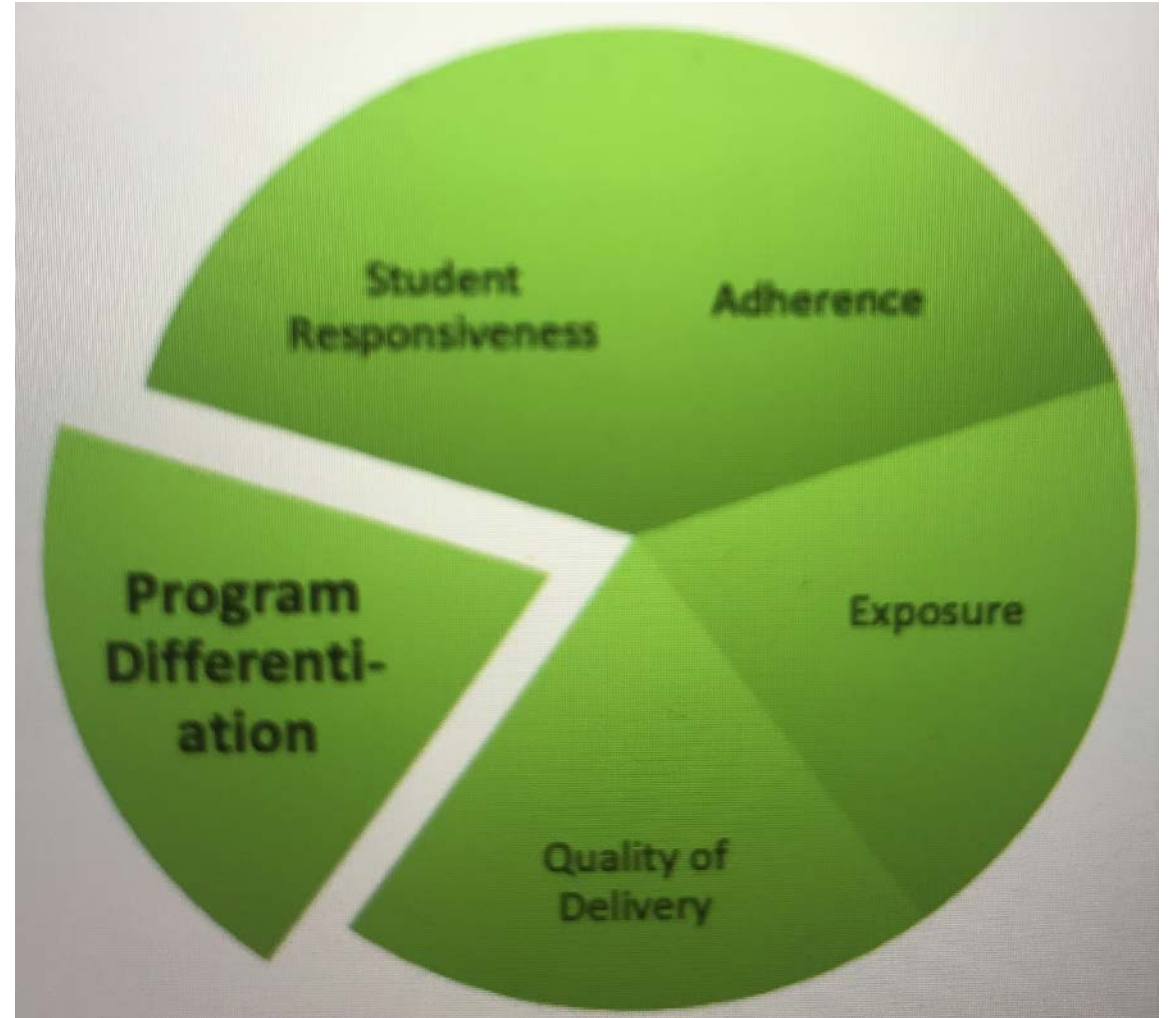 Student
Responsiveness
Adherence
Program
Differenti-
ation
Exposure
Quality of
Delivery